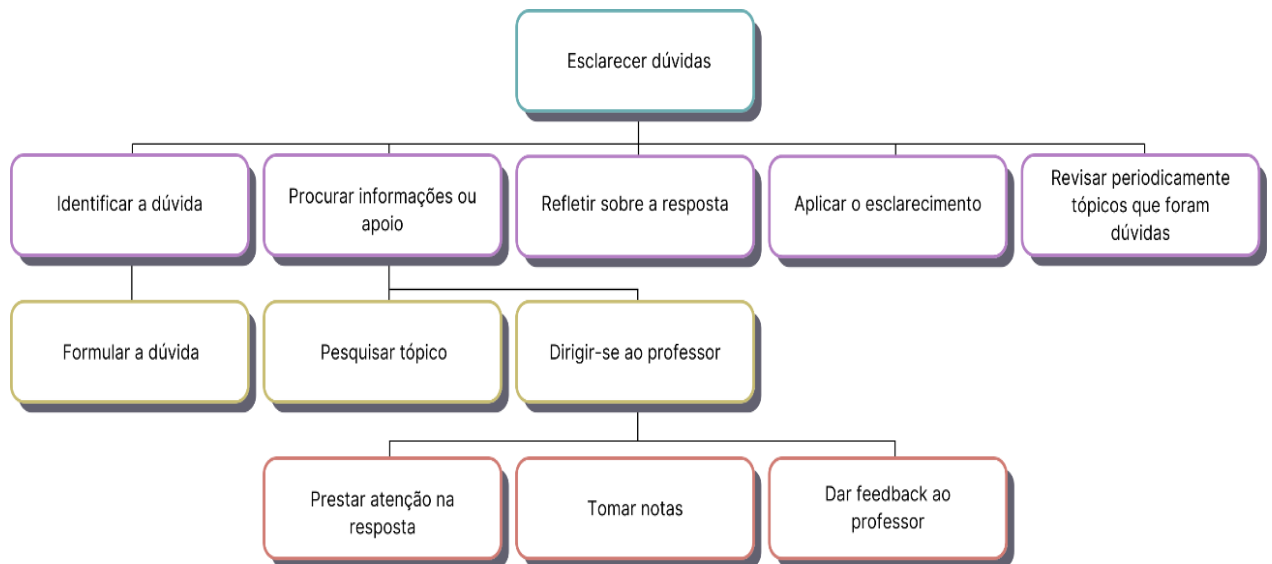 Esclarecer dúvidas
Identificar a dúvida
Procurar informações ou
apoio
Refletir sobre a resposta
Aplicar o esclarecimento
Revisar periodicamente
tópicos que foram
dúvidas
Formular a dúvida
Pesquisar tópico
Dirigir-se ao professor
Prestar atenção na
resposta
Tomar notas
Dar feedback ao
professor